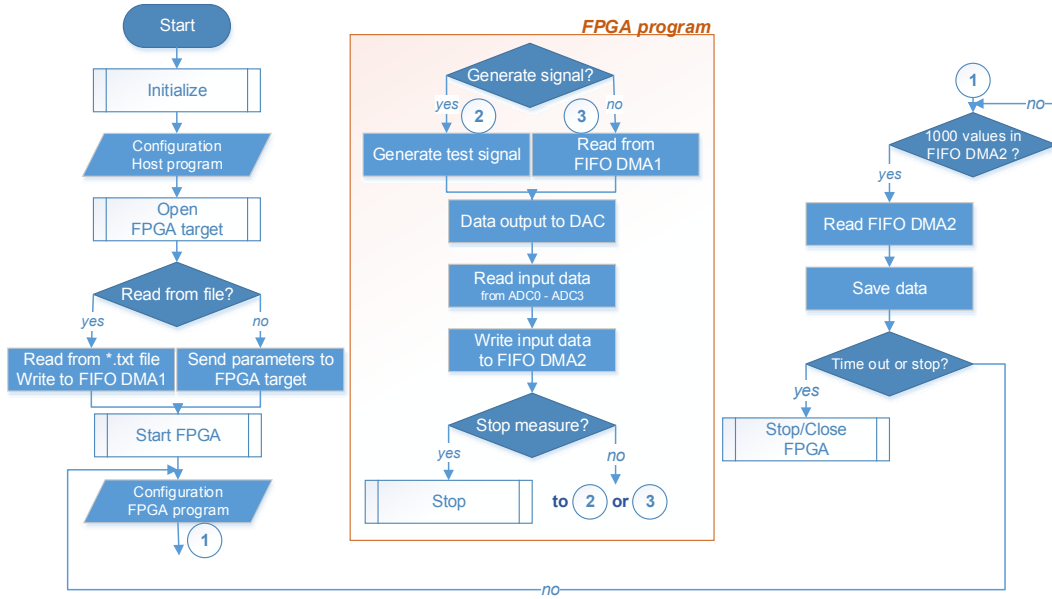 Start
Initialize
Configuration
Host program
Open
FPGA target
Read from file?
yes
no
Read from *.txt file
Write to FIFO DMA1
Send parameters to
FPGA target
Start FPGA
Configuration
FPGA program
1
FPGA program
Generate signal?
yes
2
3
no
Generate test signal
Read from
FIFO DMA1
Data output to DAC
Read input data
from ADC0 - ADC3
Write input data
to FIFO DMA2
Stop measure?
yes
no
Stop
to 2 or 3
1
no
1000 values in
FIFO DMA2 ?
yes
Read FIFO DMA2
Save data
Time out or stop?
yes
Stop/Close
FPGA
no